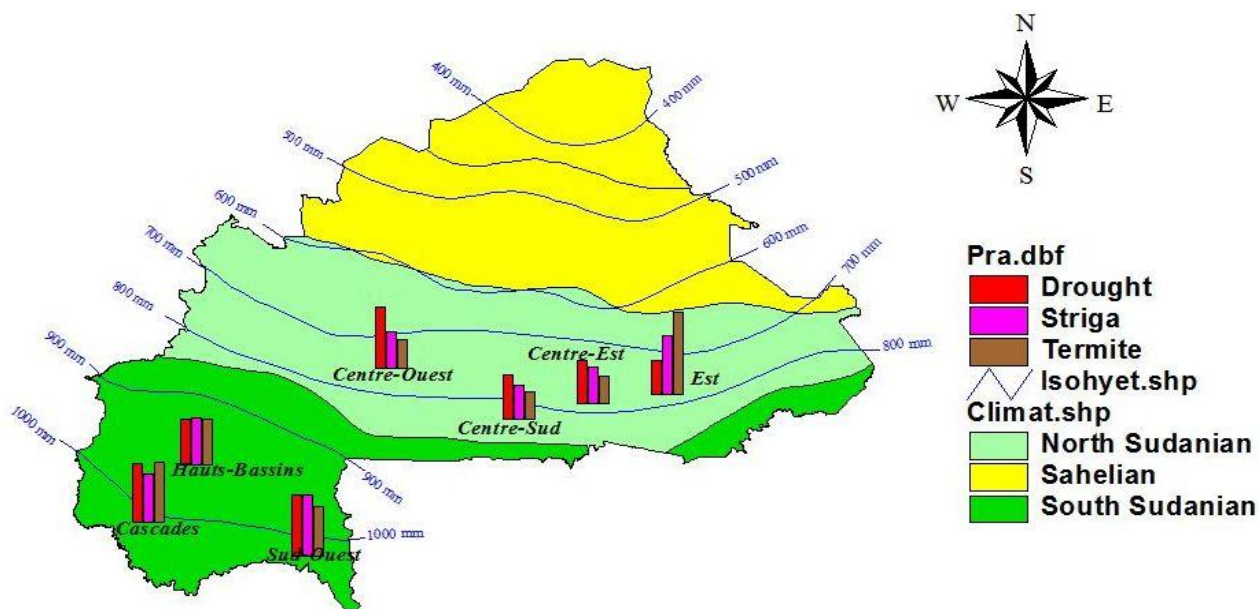 N
W E
S
400 mm
400 mm
500 mm
500 mm
600 mm
600 mm
700 mm
700 mm
800 mm
800 mm
900 mm
900 mm
1000 mm
1000 mm
Centre-Ouest
Centre-Est
Est
Centre-Sud
Hauts-Bassins
Cascades
Sud-Ouest
Pra.dbf
Drought
Striga
Termite
Isohyet.shp
Climat.shp
North Sudanian
Sahelian
South Sudanian